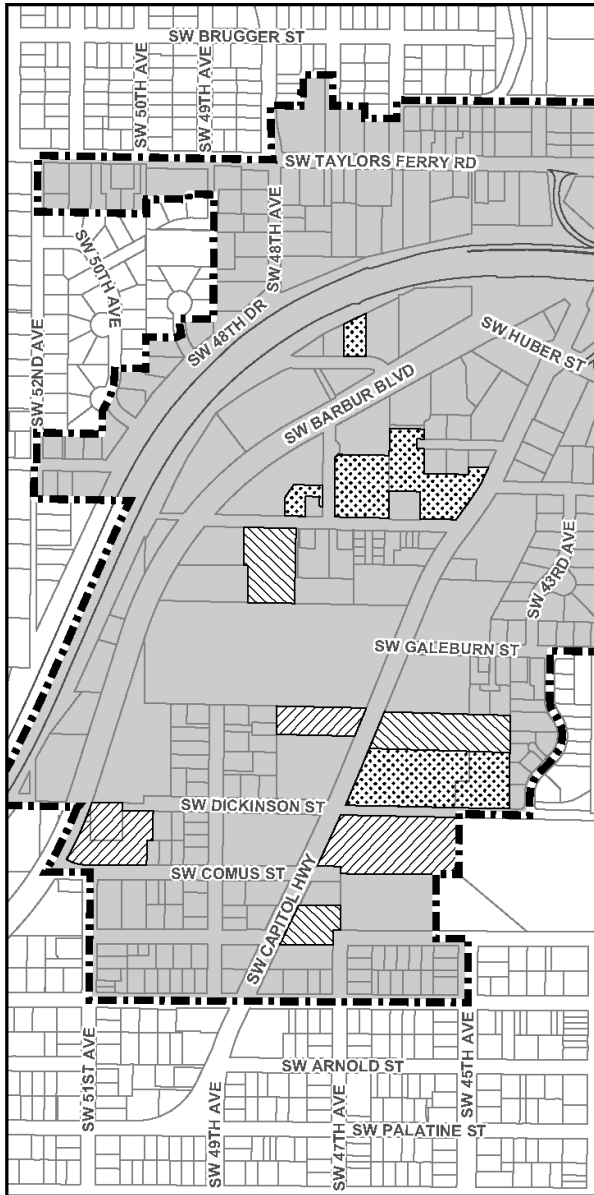 SW BRUGGER ST
SW 50TH AVE
SW 49TH AVE
SW TAYLORS FERRY RD
SW 48TH AVE
SW 50TH AVE
SW 48TH DR
SW HUBER ST
SW 52ND AVE
SW BARBUR BLVD
SW 43RD AVE
SW GALEBURN ST
SW DICKINSON ST
SW COMUS ST
SW CAPITOL HWY
SW 51ST AVE
SW ARNOLD ST
SW 45TH AVE
SW 49TH AVE
SW 47TH AVE
SW PALATINE ST